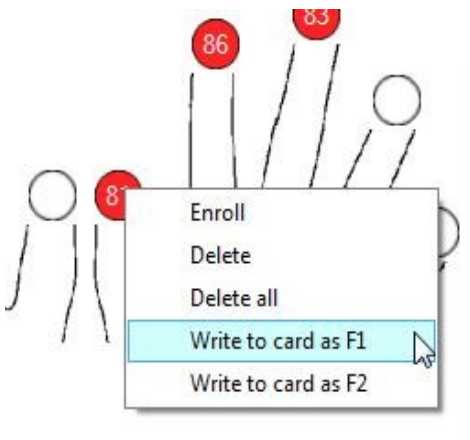 83
86
Enroll
Delete
Delete all
Write to card as F1
Write to card as F2